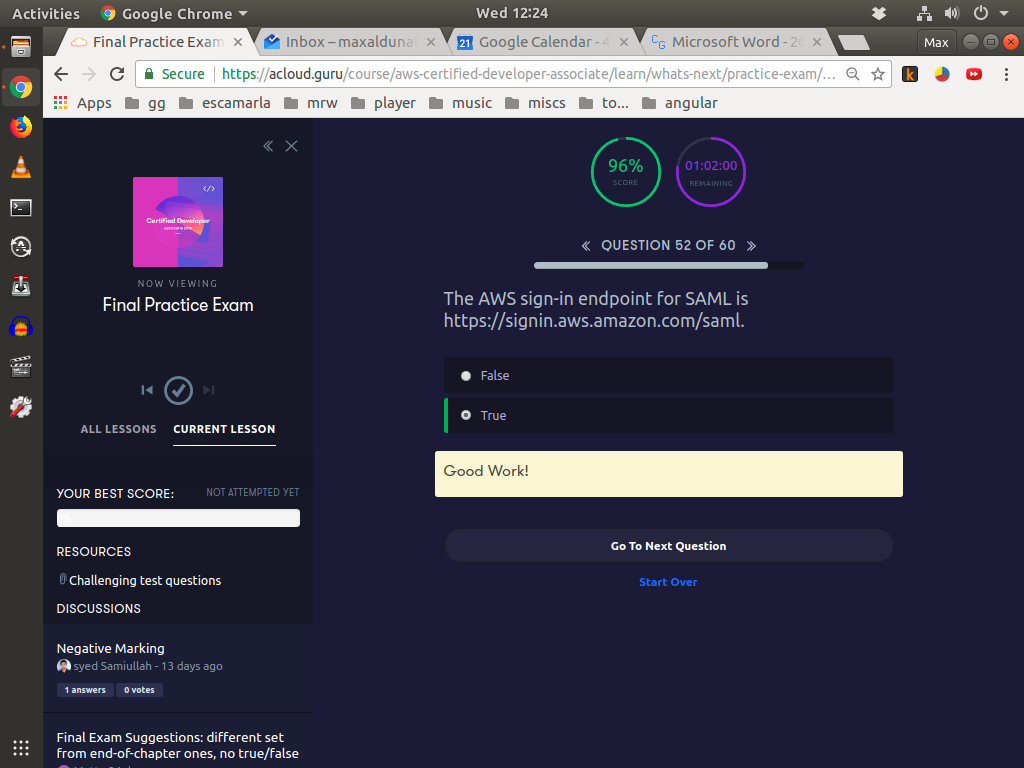 Activities
Google Chrome
Wed 12:24
Final Practice Exam
Inbox – maxalduna
Google Calendar - 4
Microsoft Word - 20
Max
Secure
https://acloud.guru/course/aws-certified-developer-associate/learn/whats-next/practice-exam/...
Apps
gg
escamarla
mrw
player
music
miscs
to...
angular
</>
Certified Developer
NOW VIEWING
Final Practice Exam
ALL LESSONS
CURRENT LESSON
YOUR BEST SCORE:
NOT ATTEMPTED YET
RESOURCES
Challenging test questions
DISCUSSIONS
Negative Marking
syed Samiullah - 13 days ago
1 answers
0 votes
Final Exam Suggestions: different set
from end-of-chapter ones, no true/false
96%
SCORE
01:02:00
REMAINING
QUESTION 52 OF 60
The AWS sign-in endpoint for SAML is
https://signin.aws.amazon.com/saml.
False
True
Good Work!
Go To Next Question
Start Over